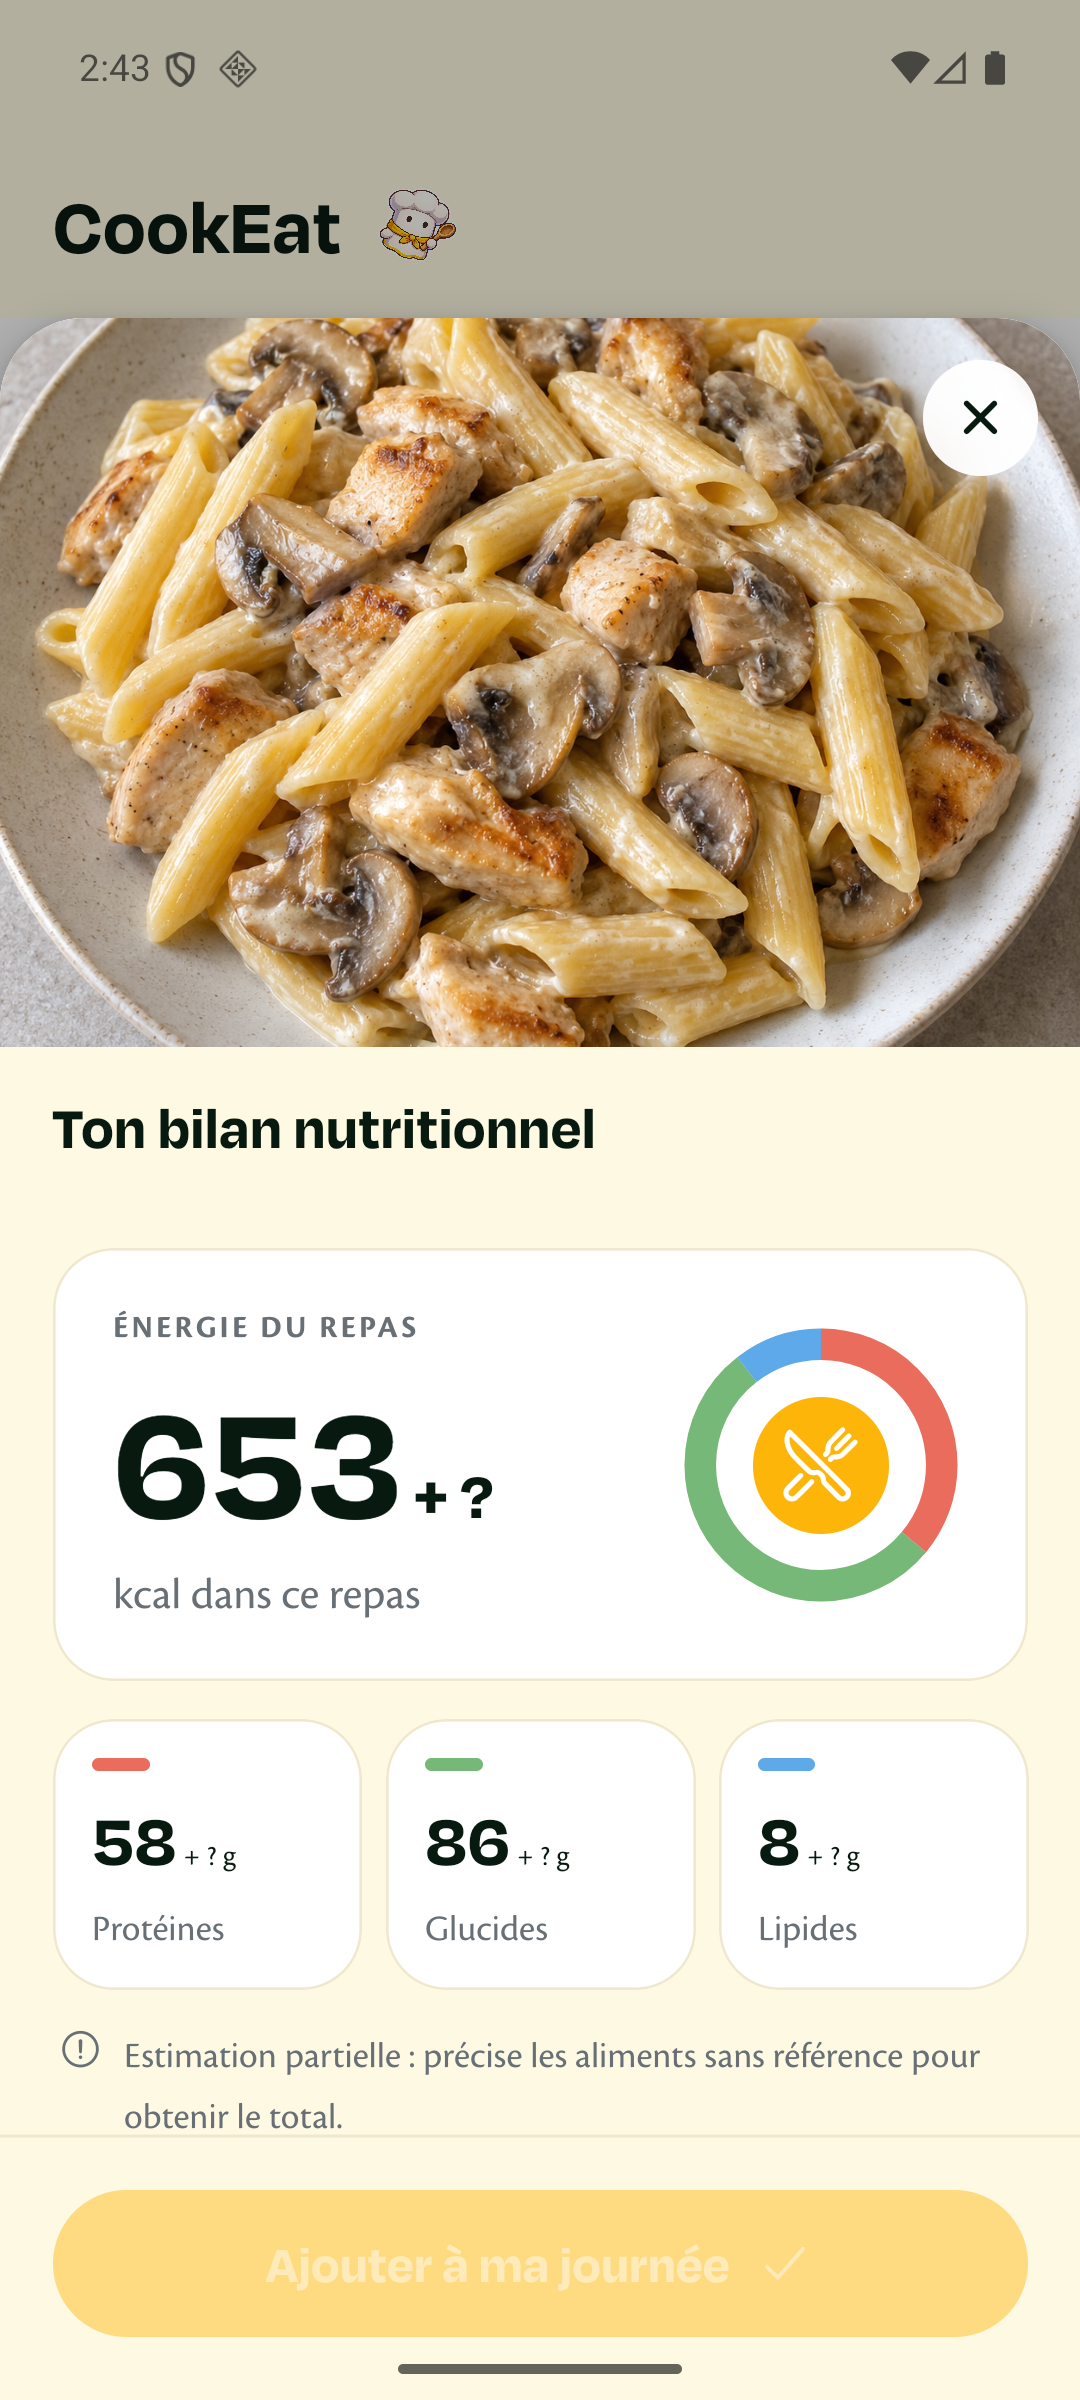 2:43
CookEat
Ton bilan nutritionnel
ÉNERGIE DU REPAS
653 + ?
kcal dans ce repas
58 + ? g
Protéines
86 + ? g
Glucides
8 + ? g
Lipides
Estimation partielle : précise les aliments sans référence pour
obtenir le total.
Ajouter à ma journée